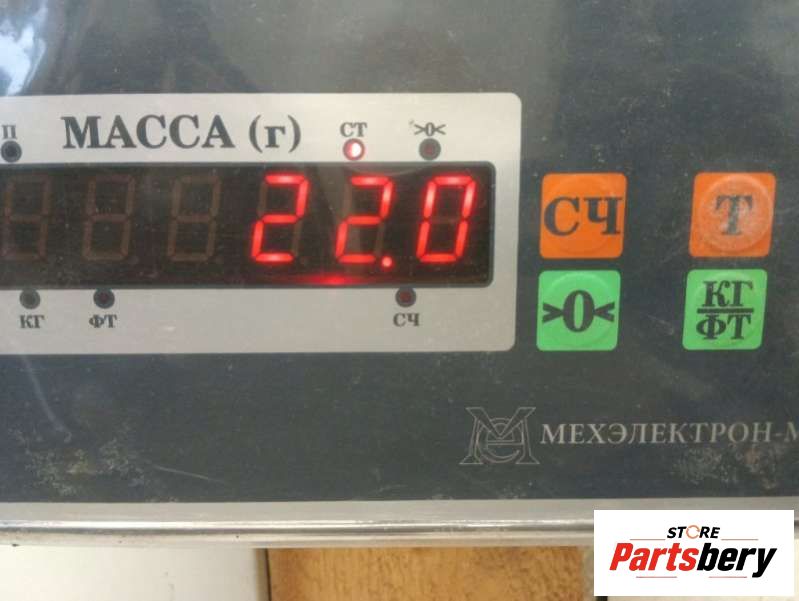 П МАССА (г) СТ >0<
22.0
КГ ФТ СЧ
СЧ Т
>0< КГ/ФТ
МЕХЭЛЕКТРОН-М
STORE
Partsbery